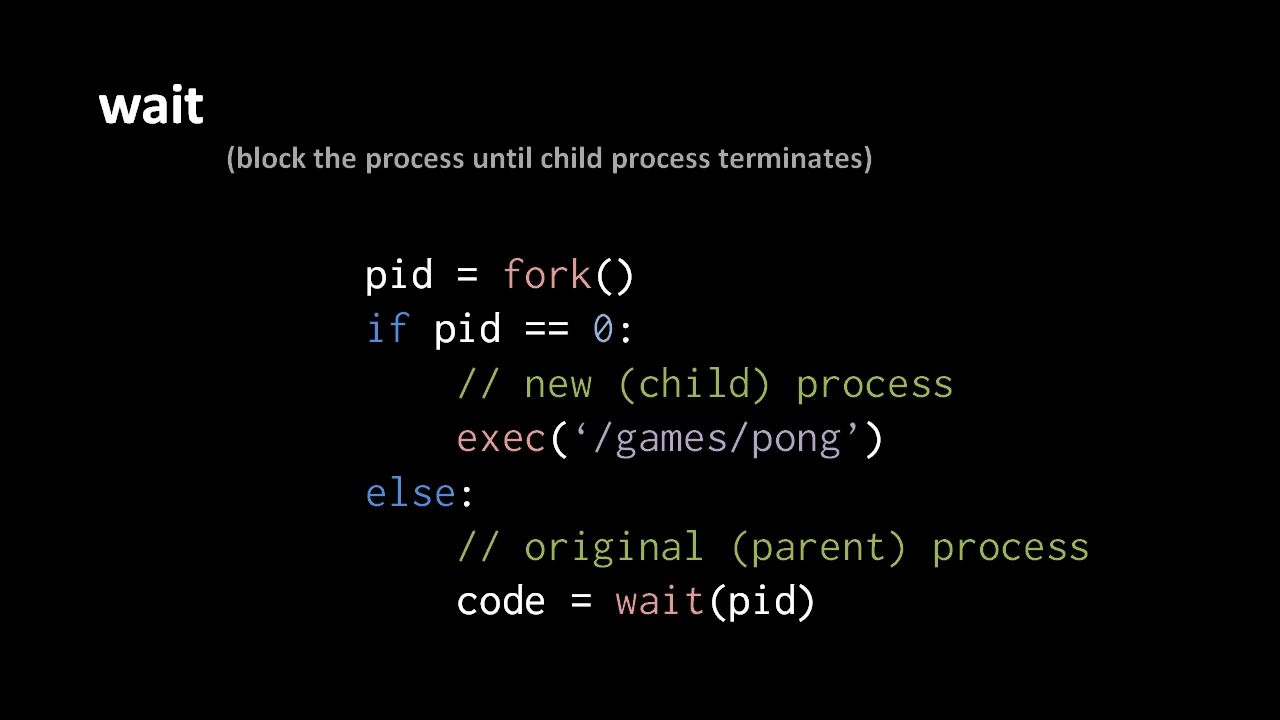 wait
(block the process until child process terminates)
pid = fork()
if pid == 0:
    // new (child) process
    exec(‘/games/pong’)
else:
    // original (parent) process
    code = wait(pid)